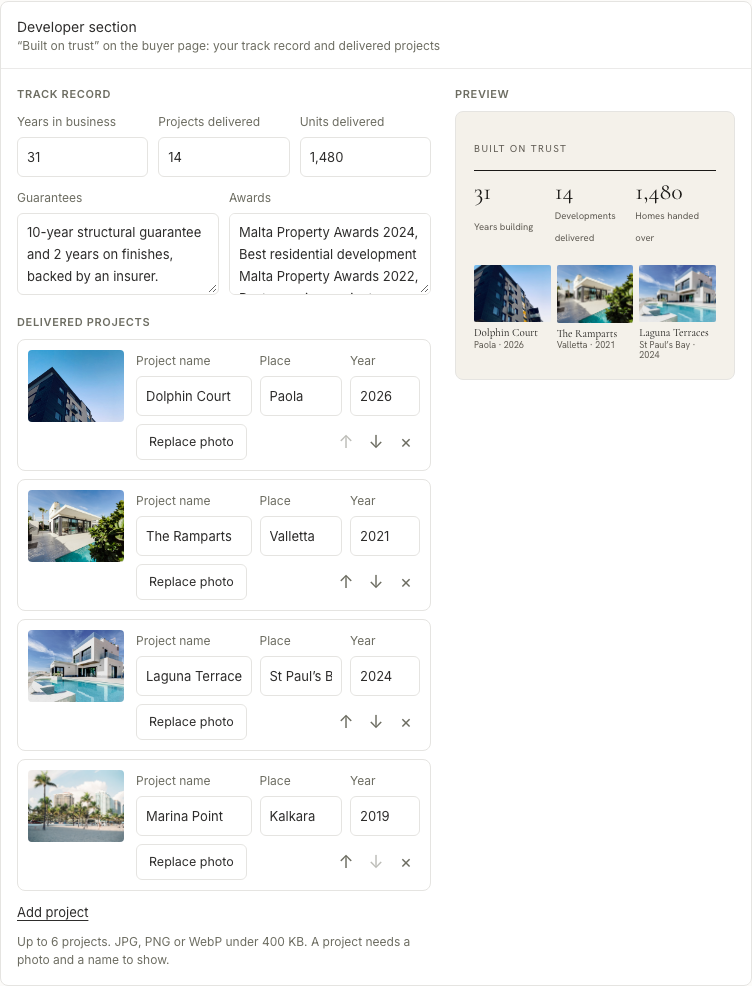 Developer section
“Built on trust” on the buyer page: your track record and delivered projects
TRACK RECORD
Years in business
Projects delivered
Units delivered
31
14
1,480
Guarantees
Awards
10-year structural guarantee
and 2 years on finishes,
backed by an insurer.
Malta Property Awards 2024,
Best residential development
Malta Property Awards 2022,
DELIVERED PROJECTS
Project name
Place
Year
Dolphin Court
Paola
2026
Replace photo
Project name
Place
Year
The Ramparts
Valletta
2021
Replace photo
Project name
Place
Year
Laguna Terrace
St Paul’s B
2024
Replace photo
Project name
Place
Year
Marina Point
Kalkara
2019
Replace photo
Add project
Up to 6 projects. JPG, PNG or WebP under 400 KB. A project needs a
photo and a name to show.
PREVIEW
BUILT ON TRUST
31
Years building
14
Developments
delivered
1,480
Homes handed
over
Dolphin Court
Paola · 2026
The Ramparts
Valletta · 2021
Laguna Terraces
St Paul’s Bay ·
2024